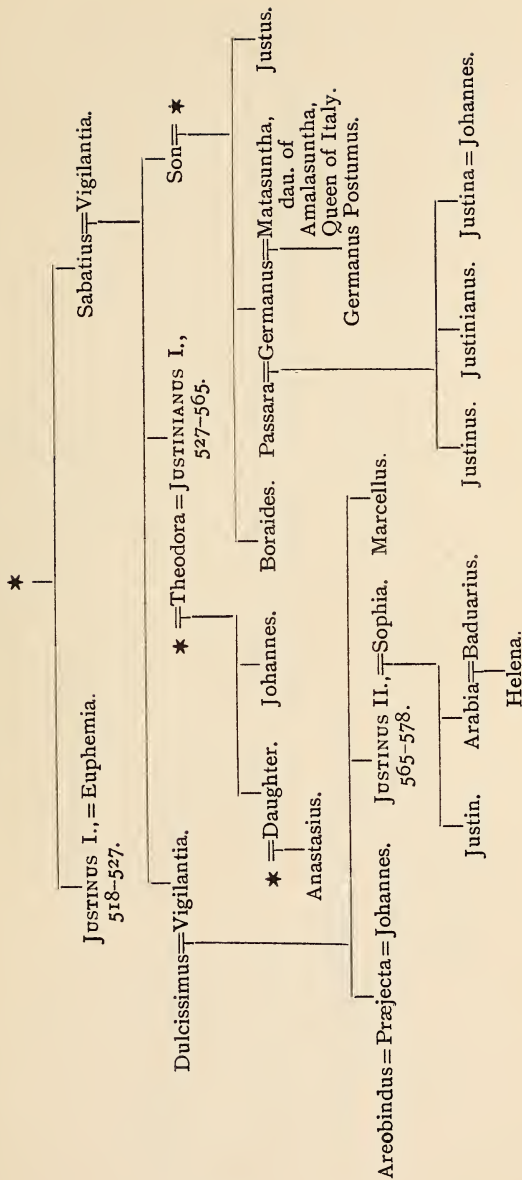 *
JUSTINUS I., = Euphemia.
518–527.
Sabatius=Vigilantia.
Dulcissimus=Vigilantia.
* =Theodora=JUSTINIANUS I.,
527–565.
Son= *
Daughter.
Johannes.
* =Daughter.
Anastasius.
Boraides.
Passara=Germanus=Matasuntha,
dau. of
Amalasuntha,
Queen of Italy.
Justus.
Germanus Postumus.
Areobindus=Præjecta=Johannes.
JUSTINUS II.,=Sophia.
565–578.
Marcellus.
Justinus.
Justinianus.
Justina=Johannes.
Justin.
Arabia=Baduarius.
Helena.